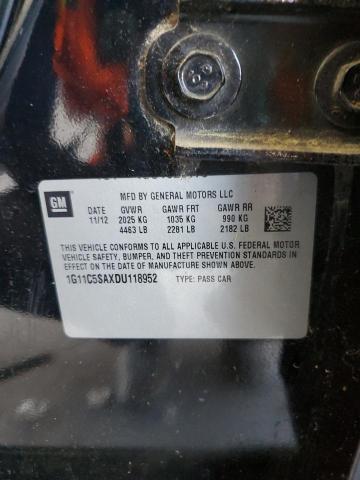 GM
MFD BY GENERAL MOTORS LLC
DATE GVWR GAWR FRT GAWR RR
11/12 2025 KG 1035 KG 990 KG
4463 LB 2281 LB 2182 LB
THIS VEHICLE CONFORMS TO ALL APPLICABLE U.S. FEDERAL MOTOR
VEHICLE SAFETY, BUMPER, AND THEFT PREVENTION STANDARDS
IN EFFECT ON THE DATE OF MANUFACTURE SHOWN ABOVE.
1G11C5SAXDU118952 TYPE: PASS CAR